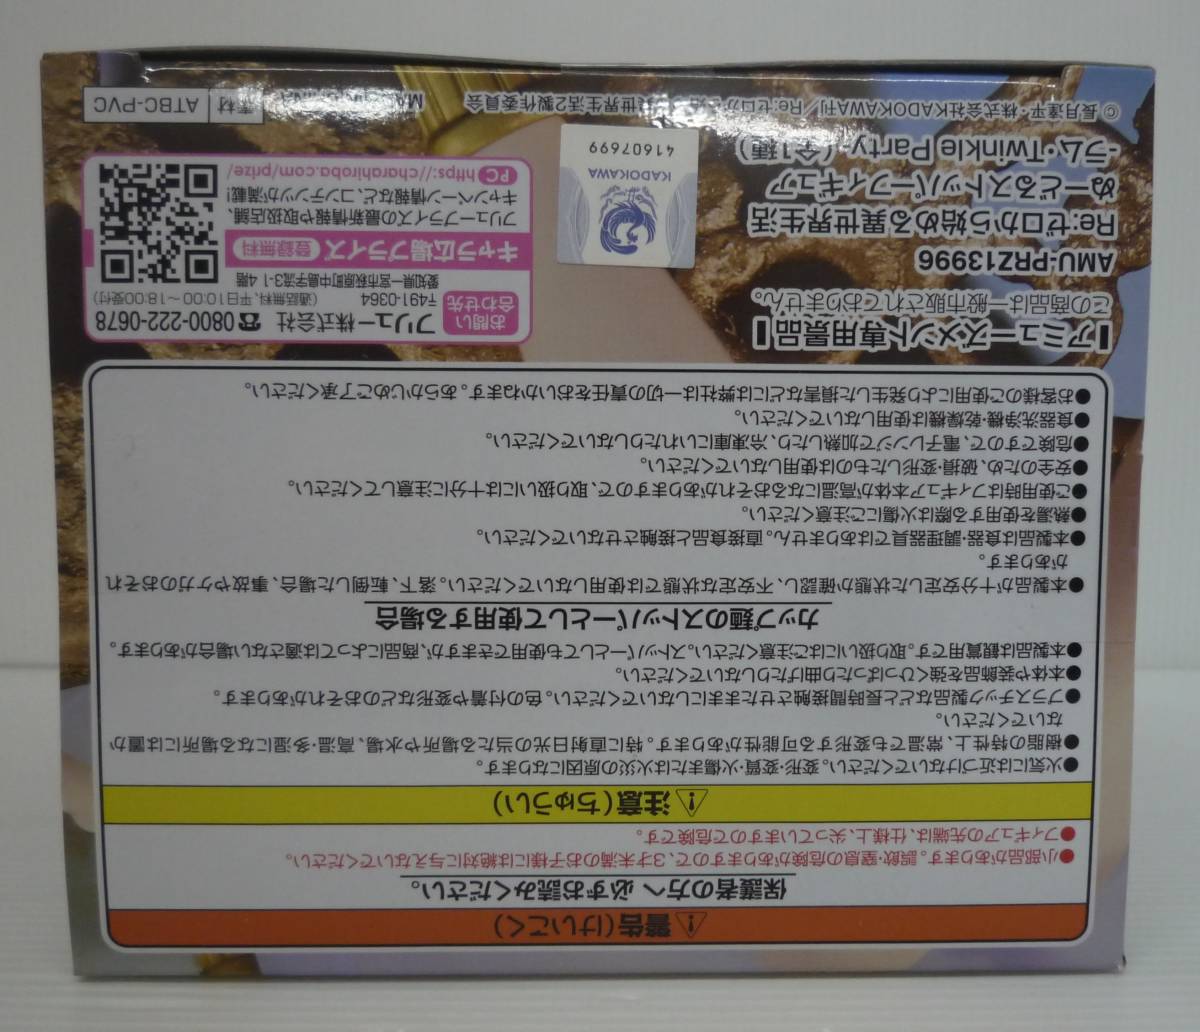 ⚠警告(けいこく)
保護者の方へ 必ずお読みください。
●小部品があります。誤飲・窒息の危険がありますので、3才未満のお子様には絶対に与えないでください。
●フィギュアの先端は、仕様上、尖っていますので危険です。
⚠注意(ちゅうい)
●火気には近づけないでください。変形・変質・火傷または火災の原因になります。
●樹脂の特性上、常温でも変形する可能性があります。特に直射日光の当たる場所や水場、高温・多湿になる場所には置か
ないでください。
●プラスチック製品などと長時間接触させたままにしないでください。色の付着や変形などのおそれがあります。
●本体や装飾品を強くひっぱったり曲げたりしないでください。
●本製品は観賞用です。取り扱いにはご注意ください。ストッパーとしても使用できますが、商品によっては適さない場合があります。
カップ麺のストッパーとして使用する場合
●本製品が十分安定した状態か確認し、不安定な状態では使用しないでください。落下、転倒した場合、事故やケガのおそれ
があります。
●本製品は食器・調理器具ではありません。直接食品と接触させないでください。
●熱湯を使用する際は火傷にご注意ください。
●ご使用時はフィギュア本体が高温になるおそれがありますので、取り扱いには十分に注意してください。
●安全のため、破損・変形したものは使用しないでください。
●危険ですので、電子レンジで加熱したり、冷凍庫にいれたりしないでください。
●食器洗浄機・乾燥機は使用しないでください。
●お客様のご使用により発生した損害などには弊社は一切の責任をおいかねます。あらかじめご了承ください。
アミューズメント専用景品
この商品は一般市販されておりません。
AMU-PRZ13996
Re:ゼロから始める異世界生活
ぬーどるストッパーフィギュア
-ラム・Twinkle Party-(全1種)
KADOKAWA
41607699
お問い
合わせ先
フリュー株式会社 ☎0800-222-0678
〒491-0364 (通話無料、平日10:00～18:00受付)
愛知県一宮市萩原町中島字流3-1 4階
キャラ広場プライズ 登録無料
フリュープライズの最新情報や取扱店舗、
キャンペーン情報など、コンテンツが満載!
PC https://charahiroba.com/prize/
©長月達平・株式会社KADOKAWA刊/Re:ゼロから始める異世界生活2製作委員会
素材 ATBC-PVC